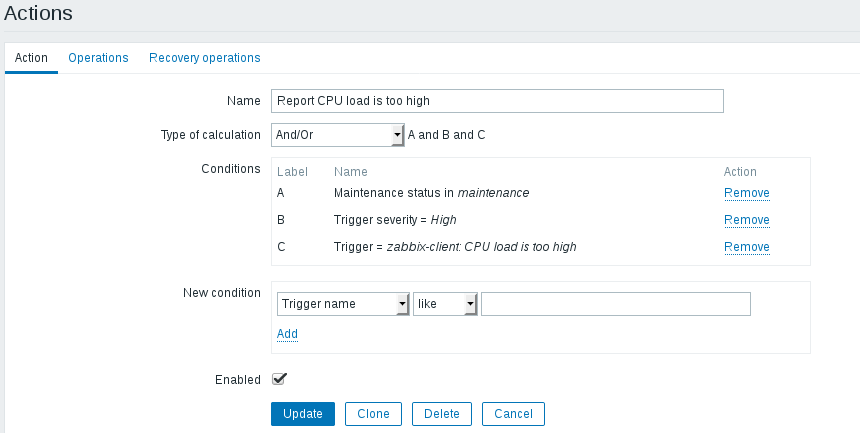 Actions
Action Operations Recovery operations
Name Report CPU load is too high
Type of calculation And/Or A and B and C
Conditions Label Name Action
A Maintenance status in maintenance Remove
B Trigger severity = High Remove
C Trigger = zabbix-client: CPU load is too high Remove
New condition Trigger name like
Add
Enabled
Update Clone Delete Cancel